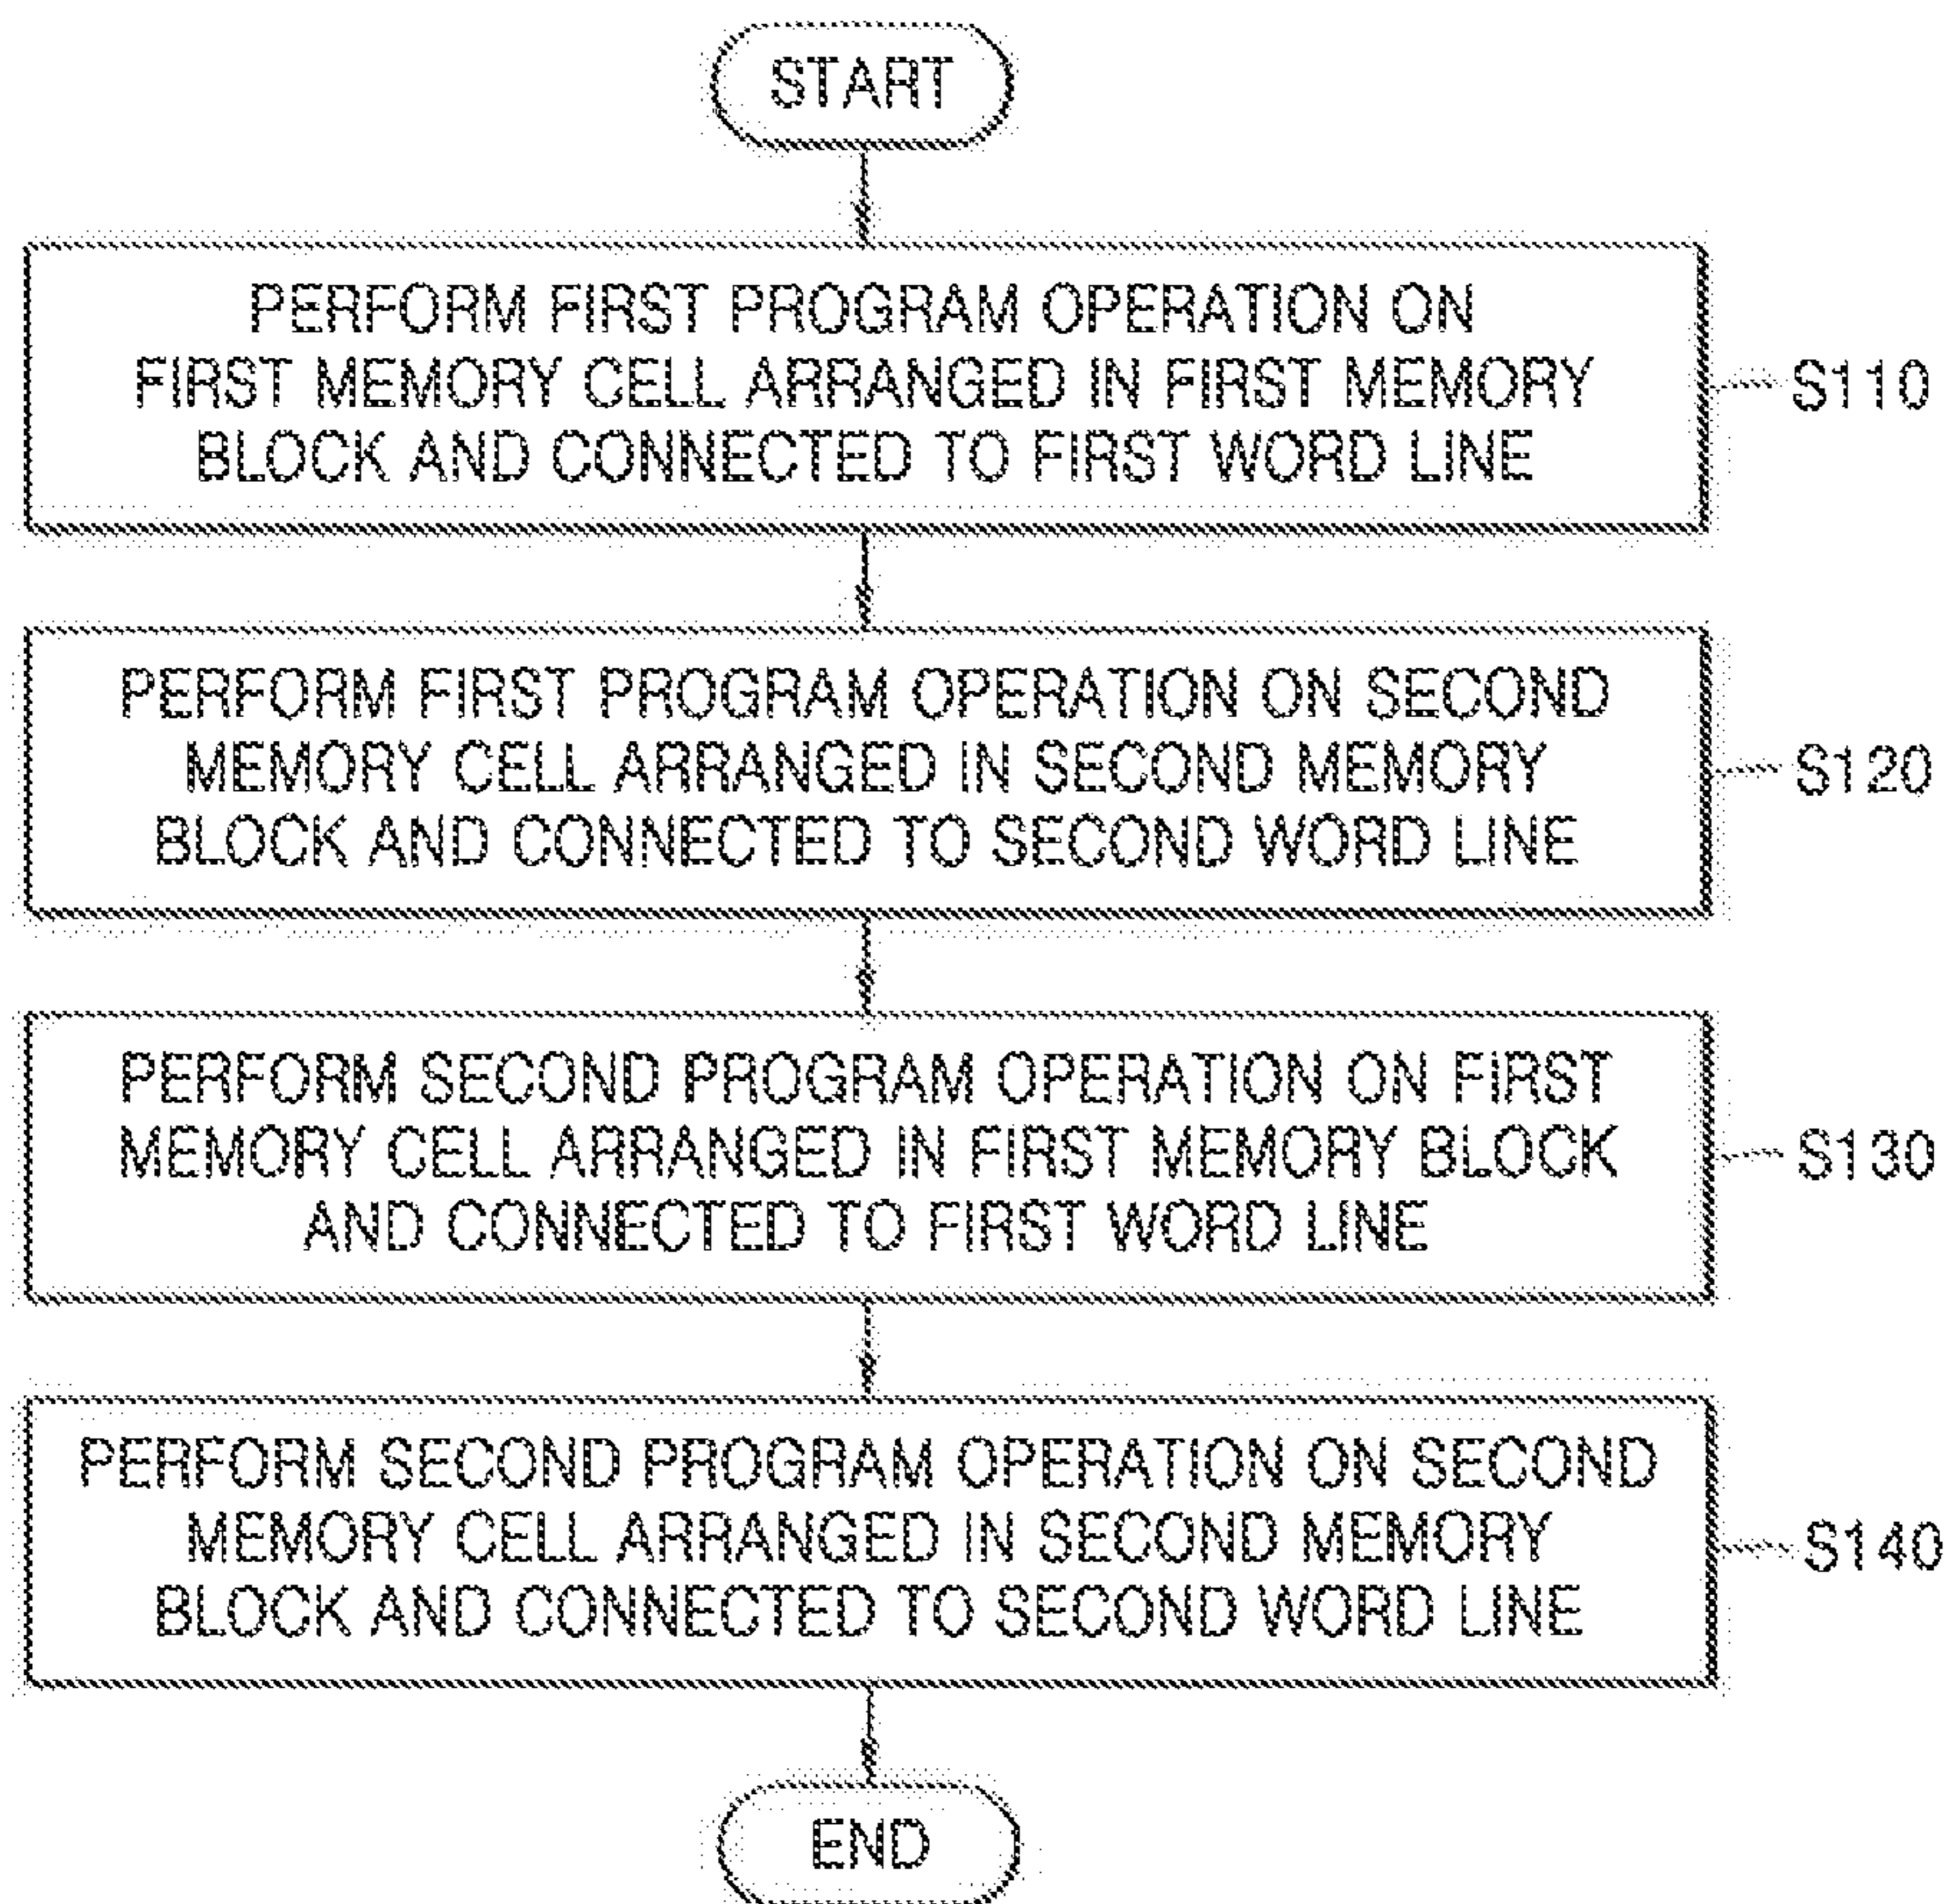 START
PERFORM FIRST PROGRAM OPERATION ON
FIRST MEMORY CELL ARRANGED IN FIRST MEMORY
BLOCK AND CONNECTED TO FIRST WORD LINE
S110
PERFORM FIRST PROGRAM OPERATION ON SECOND
MEMORY CELL ARRANGED IN SECOND MEMORY
BLOCK AND CONNECTED TO SECOND WORD LINE
S120
PERFORM SECOND PROGRAM OPERATION ON FIRST
MEMORY CELL ARRANGED IN FIRST MEMORY BLOCK
AND CONNECTED TO FIRST WORD LINE
S130
PERFORM SECOND PROGRAM OPERATION ON SECOND
MEMORY CELL ARRANGED IN SECOND MEMORY
BLOCK AND CONNECTED TO SECOND WORD LINE
S140
END